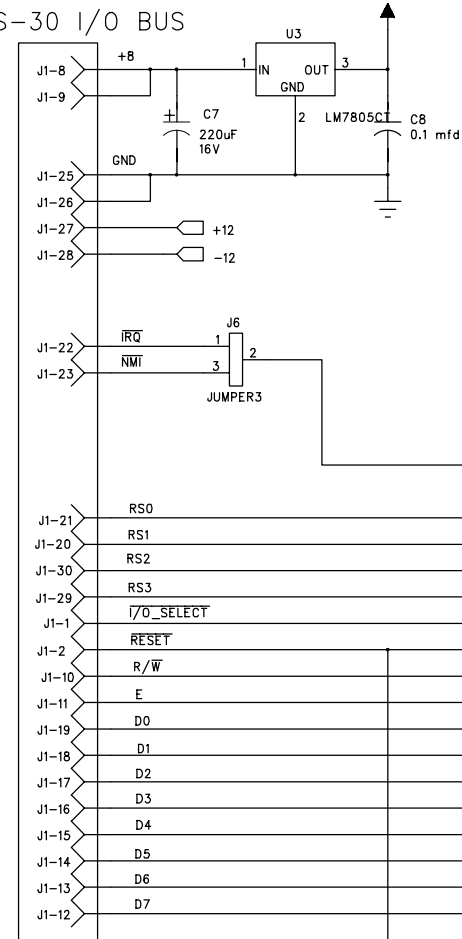 S-30 I/O BUS
U3
J1-8
+8
1
IN
OUT
3
J1-9
GND
2
LM7805CT
+
C7
220uF
16V
C8
0.1 mfd
J1-25
GND
J1-26
J1-27
+12
J1-28
-12
J6
J1-22
IRQ
1
2
J1-23
NMI
3
JUMPER3
J1-21
RS0
J1-20
RS1
J1-30
RS2
J1-29
RS3
J1-1
I/O_SELECT
J1-2
RESET
J1-10
R/W
J1-11
E
J1-19
D0
J1-18
D1
J1-17
D2
J1-16
D3
J1-15
D4
J1-14
D5
J1-13
D6
J1-12
D7